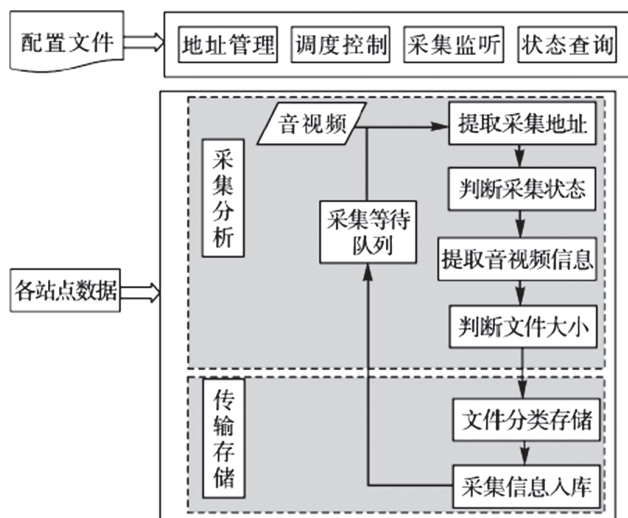 配置文件
地址管理
调度控制
采集监听
状态查询
音视频
提取采集地址
采集分析
判断采集状态
采集等待
队列
提取音视频信息
各站点数据
判断文件大小
传输存储
文件分类存储
采集信息入库